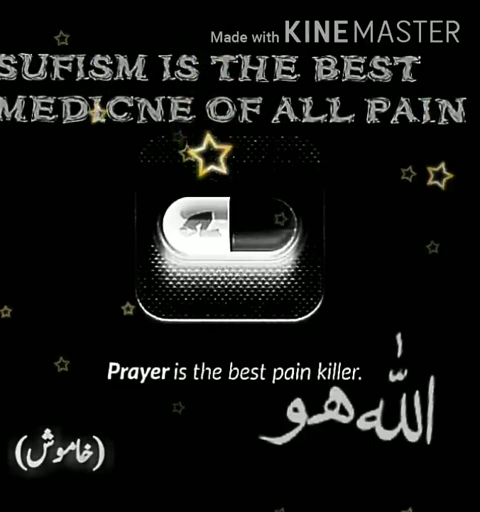 Made with KINEMASTER
SUFISM IS THE BEST
MEDICNE OF ALL PAIN
Prayer is the best pain killer.
اللہ ھو
(خاموش)